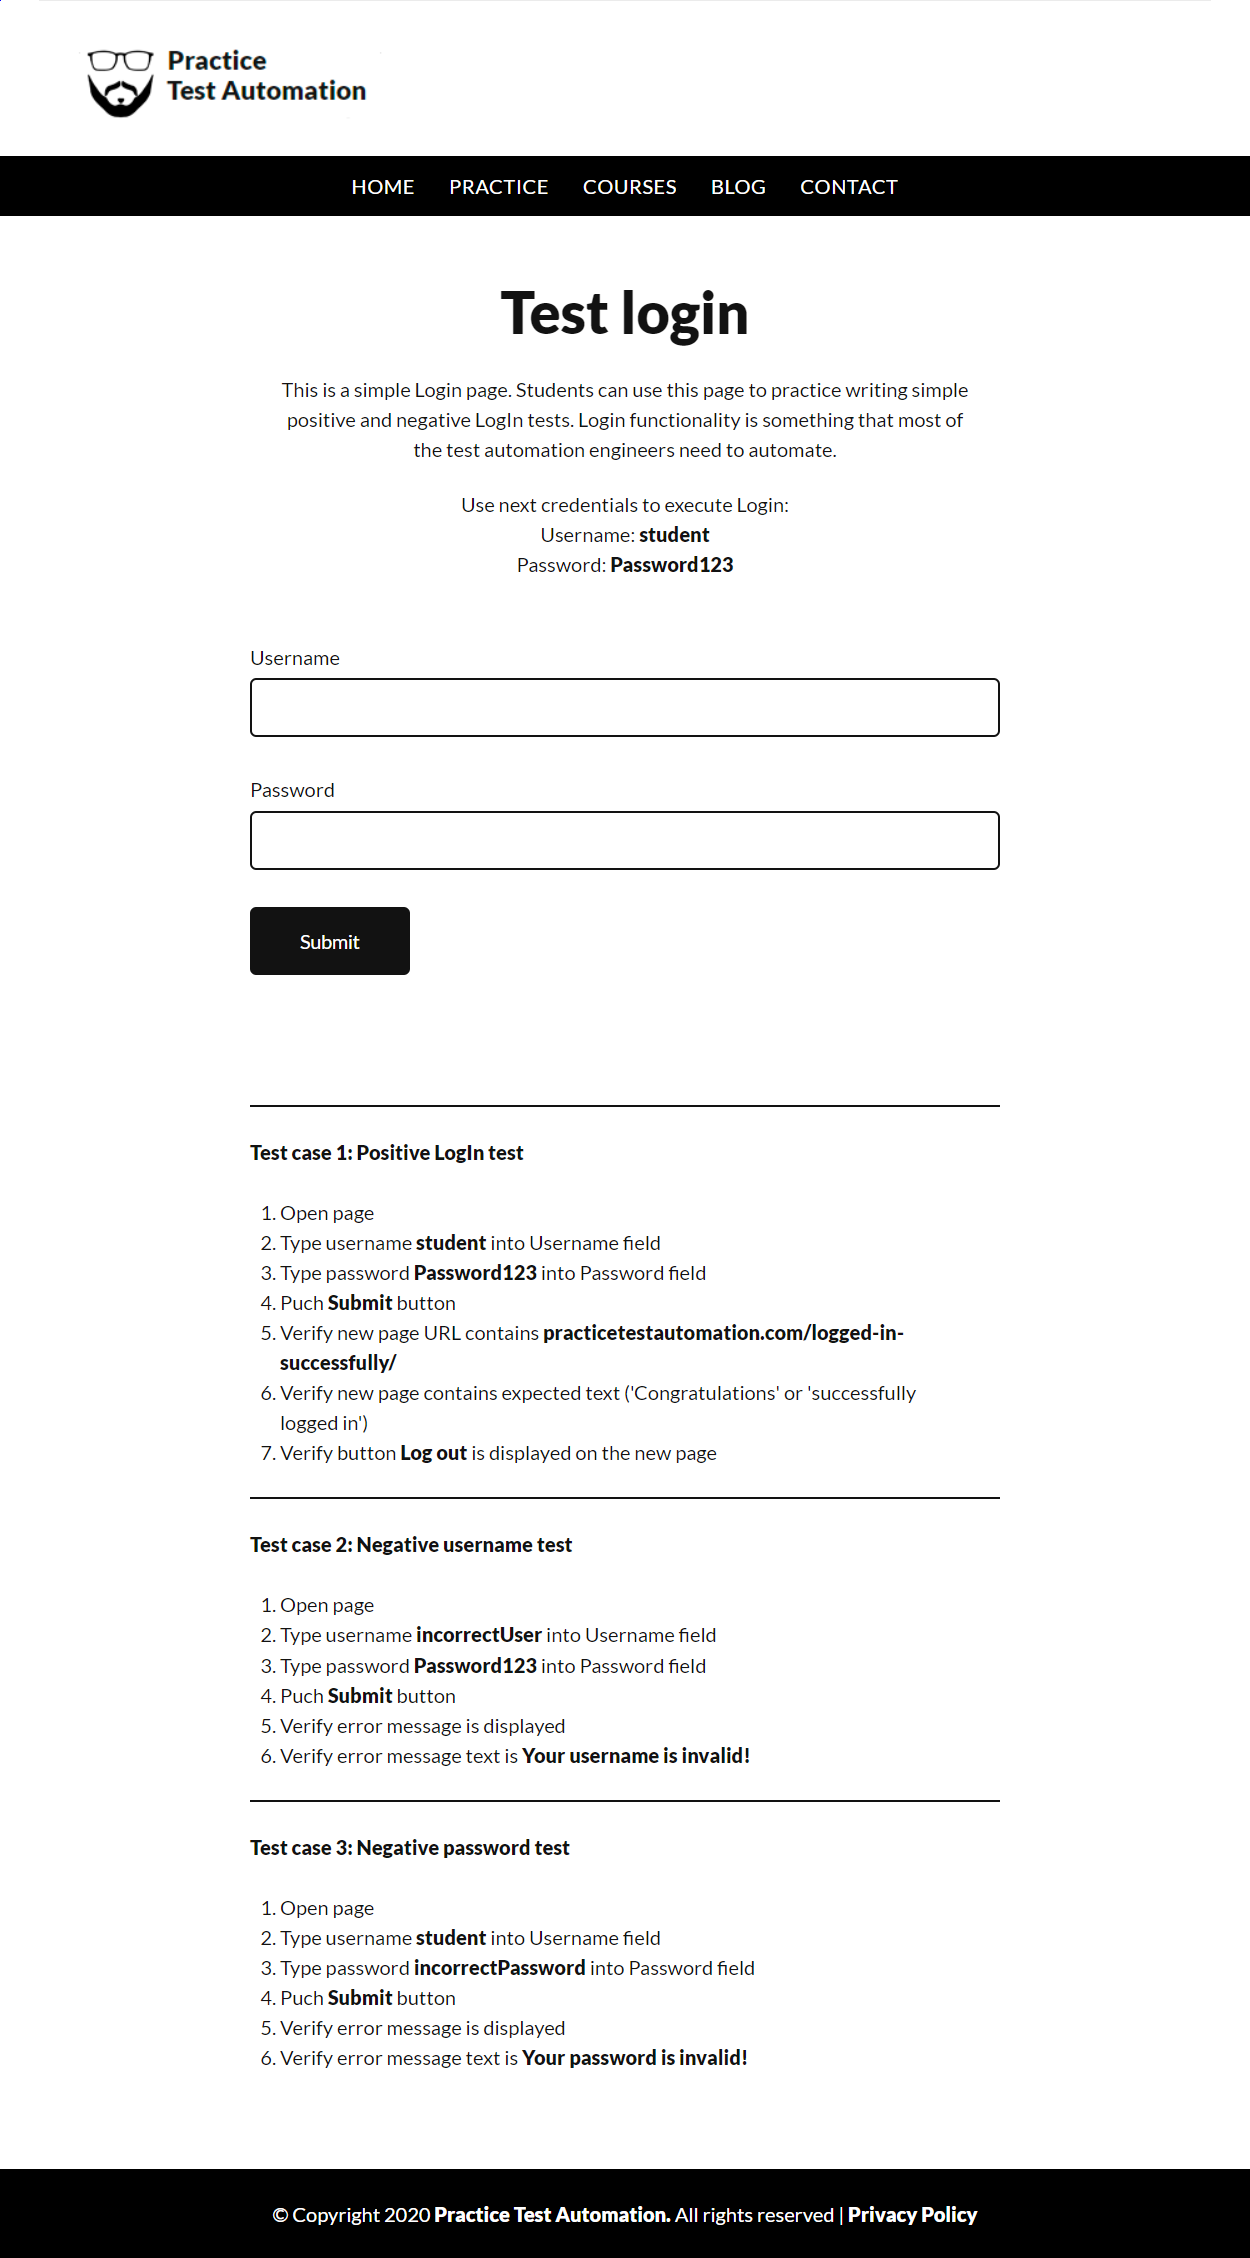 Practice
Test Automation
HOME PRACTICE COURSES BLOG CONTACT
Test login
This is a simple Login page. Students can use this page to practice writing simple
positive and negative LogIn tests. Login functionality is something that most of
the test automation engineers need to automate.
Use next credentials to execute Login:
Username: student
Password: Password123
Username
Password
Submit
Test case 1: Positive LogIn test
1. Open page
2. Type username student into Username field
3. Type password Password123 into Password field
4. Puch Submit button
5. Verify new page URL contains practicetestautomation.com/logged-in-
successfully/
6. Verify new page contains expected text ('Congratulations' or 'successfully
logged in')
7. Verify button Log out is displayed on the new page
Test case 2: Negative username test
1. Open page
2. Type username incorrectUser into Username field
3. Type password Password123 into Password field
4. Puch Submit button
5. Verify error message is displayed
6. Verify error message text is Your username is invalid!
Test case 3: Negative password test
1. Open page
2. Type username student into Username field
3. Type password incorrectPassword into Password field
4. Puch Submit button
5. Verify error message is displayed
6. Verify error message text is Your password is invalid!
© Copyright 2020 Practice Test Automation. All rights reserved | Privacy Policy